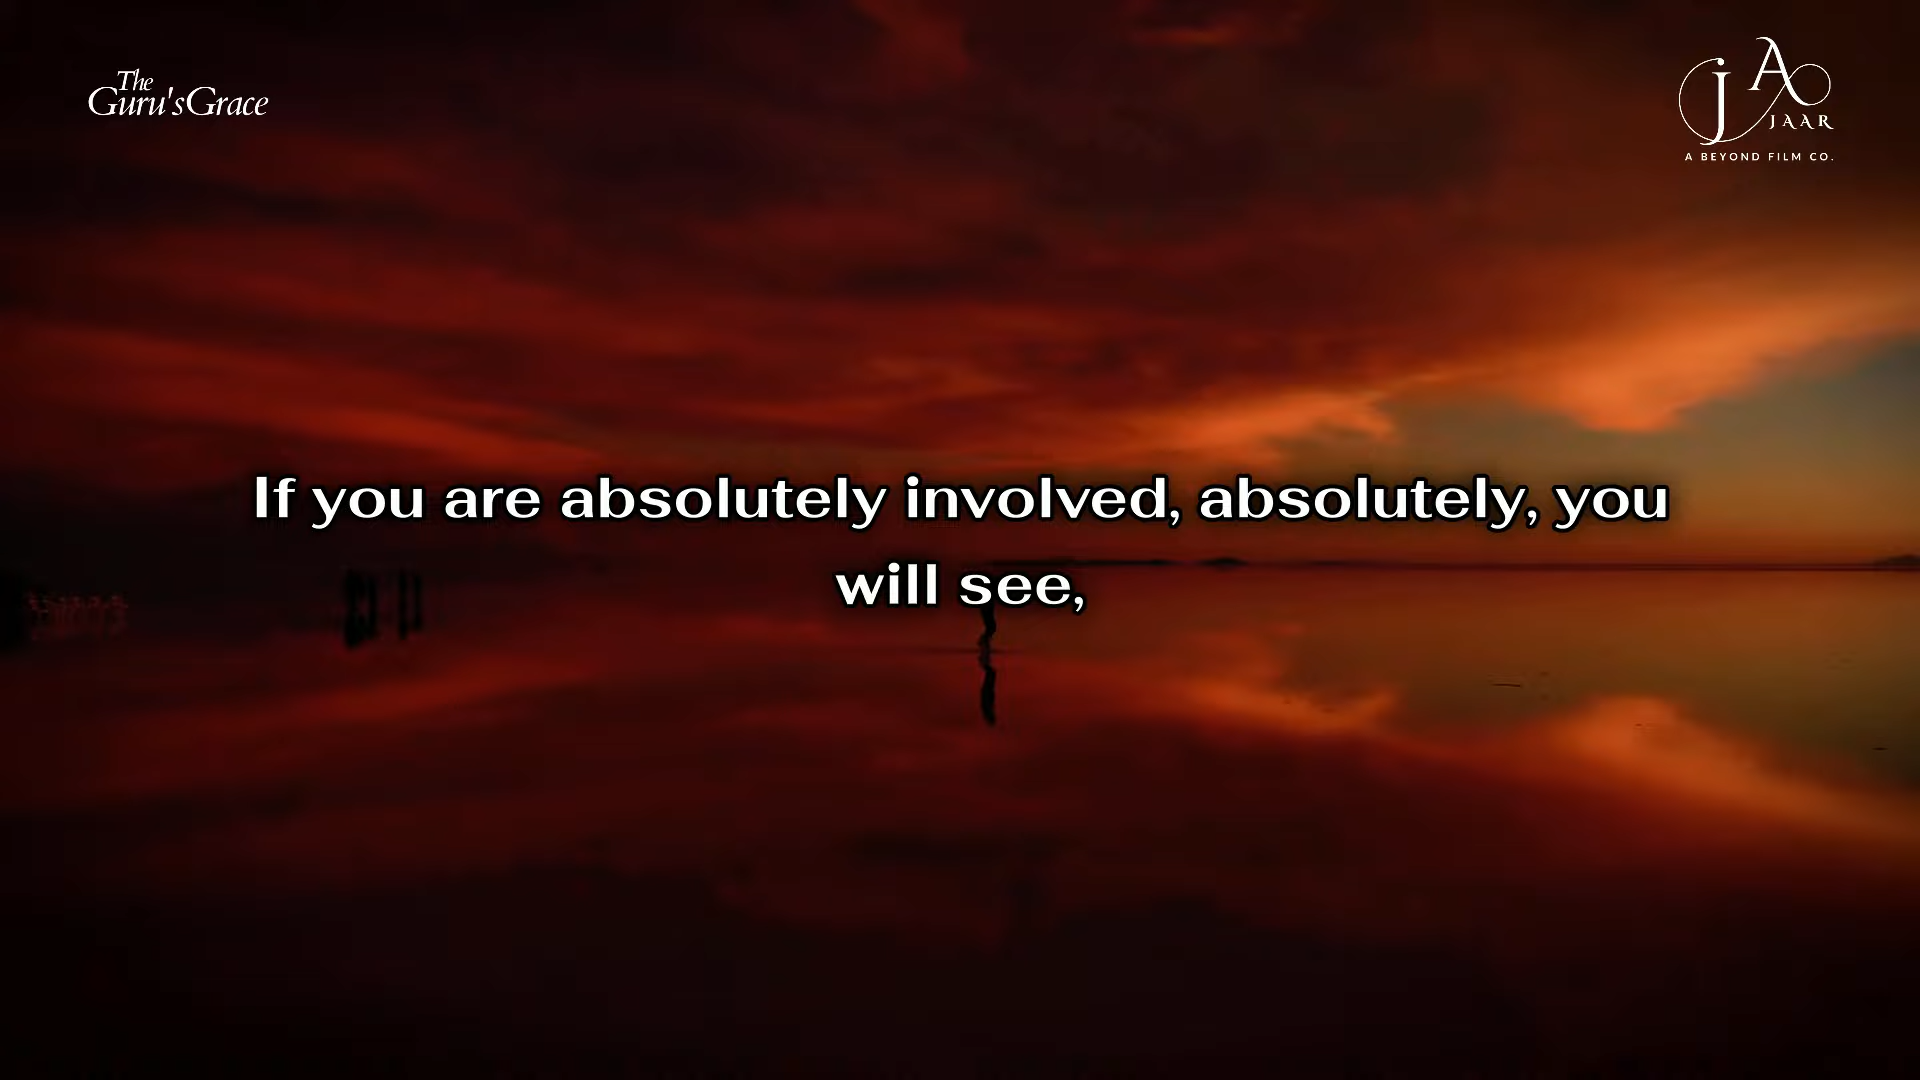 The
Guru'sGrace
J A
JAAR
A BEYOND FILM CO.
If you are absolutely involved, absolutely, you
will see,